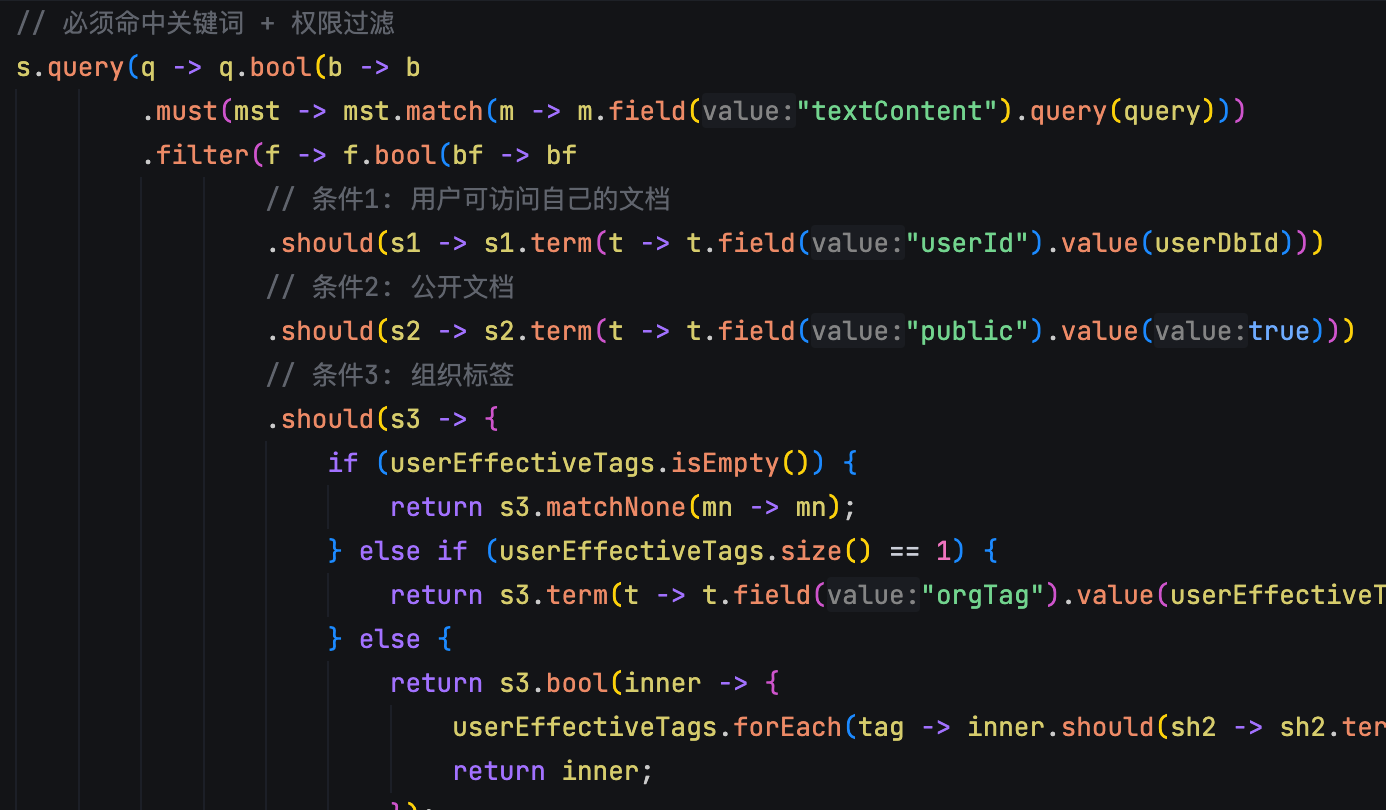 // 必须命中关键词 + 权限过滤
s.query(q -> q.bool(b -> b
.must(mst -> mst.match(m -> m.field(value:"textContent").query(query)))
.filter(f -> f.bool(bf -> bf
// 条件1: 用户可访问自己的文档
.should(s1 -> s1.term(t -> t.field(value:"userId").value(userDbId)))
// 条件2: 公开文档
.should(s2 -> s2.term(t -> t.field(value:"public").value(value:true)))
// 条件3: 组织标签
.should(s3 -> {
if (userEffectiveTags.isEmpty()) {
return s3.matchNone(mn -> mn);
} else if (userEffectiveTags.size() == 1) {
return s3.term(t -> t.field(value:"orgTag").value(userEffectiveT
} else {
return s3.bool(inner -> {
userEffectiveTags.forEach(tag -> inner.should(sh2 -> sh2.ter
return inner;
});